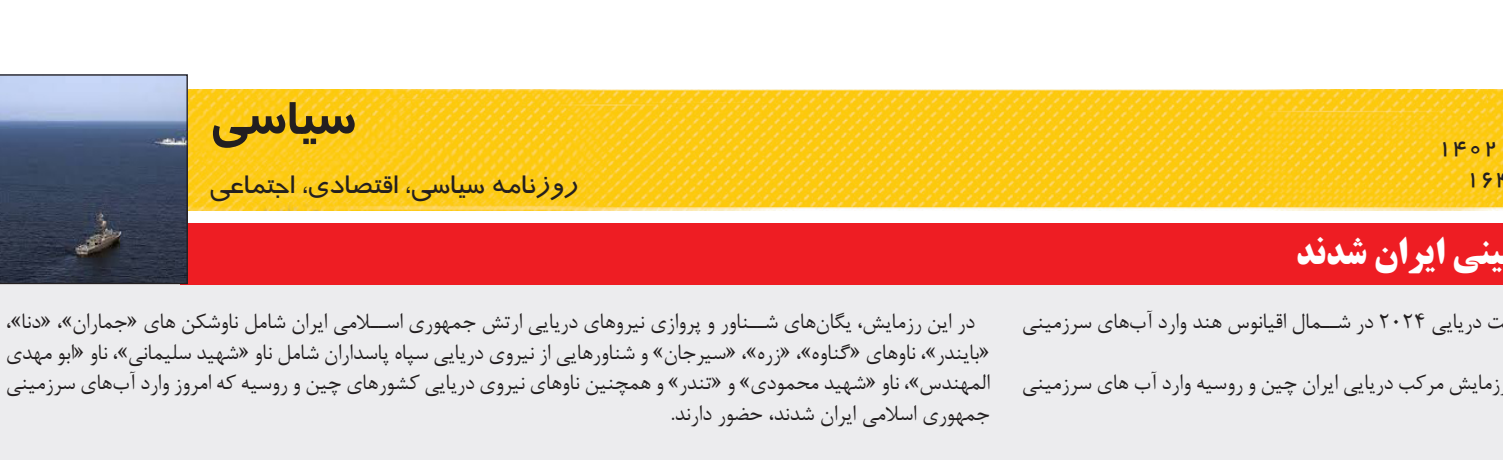 سیاسی
روزنامه سیاسی، اقتصادی، اجتماعی
۱۴۰۲
ایران شدند
دریایی ۲۰۲۴ در شـــمال اقیانوس هند وارد آب‌های سرزمینی
مرکب دریایی ایران چین و روسیه وارد آب های سرزمینی
در این رزمایش، یگان‌های شـــناور و پروازی نیروهای دریایی ارتش جمهوری اســـلامی ایران شامل ناوشکن های «جماران»، «دنا»،
«بایندر»، ناوهای «گناوه»، «زره»، «سیرجان» و شناورهایی از نیروی دریایی سپاه پاسداران شامل ناو «شهید سلیمانی»، ناو «ابو مهدی
المهندس»، ناو «شهید محمودی» و «تندر» و همچنین ناوهای نیروی دریایی کشورهای چین و روسیه که امروز وارد آب‌های سرزمینی
جمهوری اسلامی ایران شدند، حضور دارند.